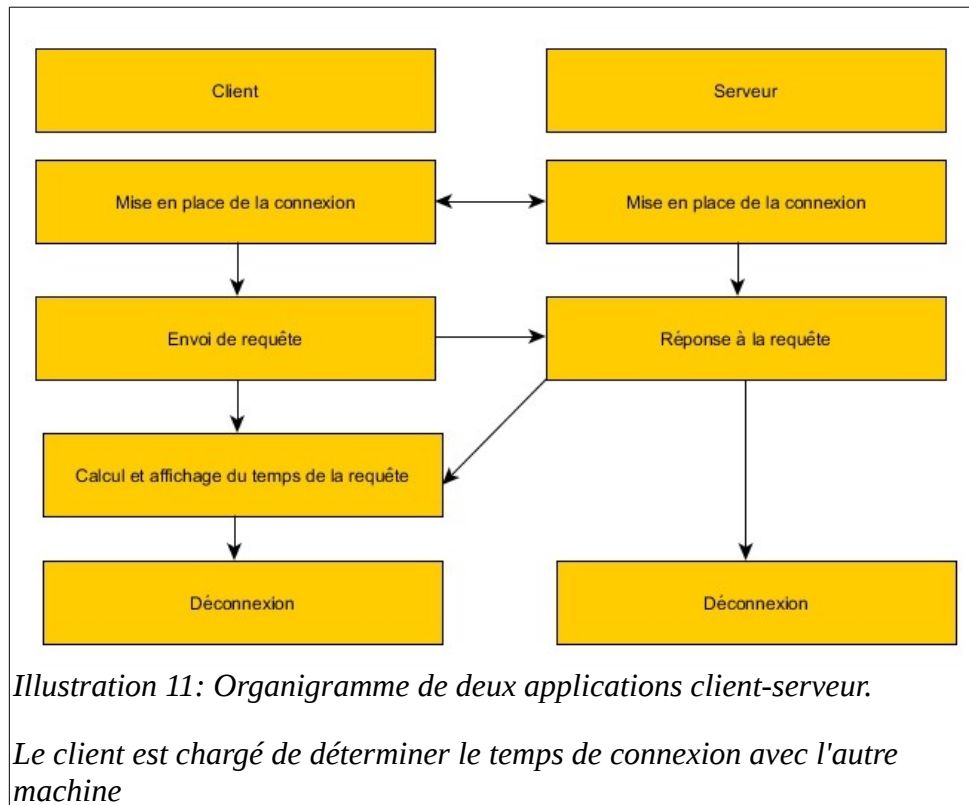 Client
Serveur
Mise en place de la connexion
Mise en place de la connexion
Envoi de requête
Réponse à la requête
Calcul et affichage du temps de la requête
Déconnexion
Déconnexion
Illustration 11: Organigramme de deux applications client-serveur.
Le client est chargé de déterminer le temps de connexion avec l'autre
machine